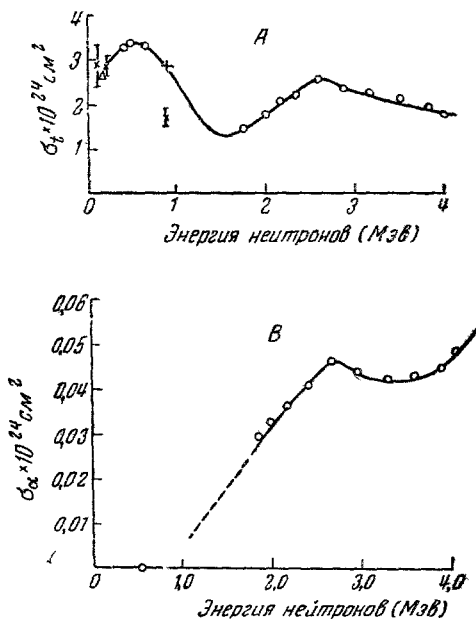 A
σt×10²⁴ см²
4
3
2
1
0 1 2 3 4
Энергия нейтронов (Мэв)
B
σα×10²⁴ см²
0,06
0,05
0,04
0,03
0,02
0,01
0 1,0 2,0 3,0 4,0
Энергия нейтронов (Мэв)